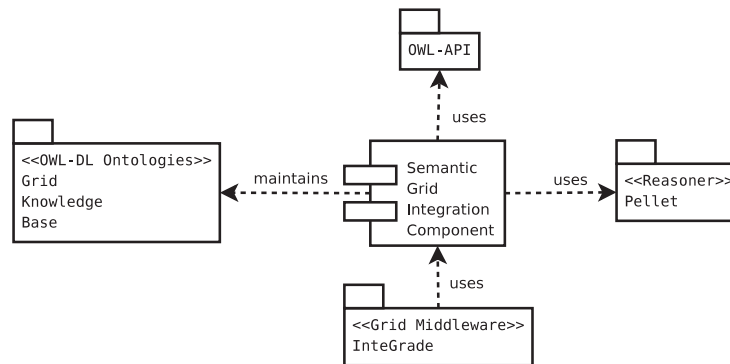 OWL-API
uses
<<OWL-DL Ontologies>>
Grid
Knowledge
Base
maintains
Semantic
Grid
Integration
Component
uses
<<Reasoner>>
Pellet
uses
<<Grid Middleware>>
InteGrade